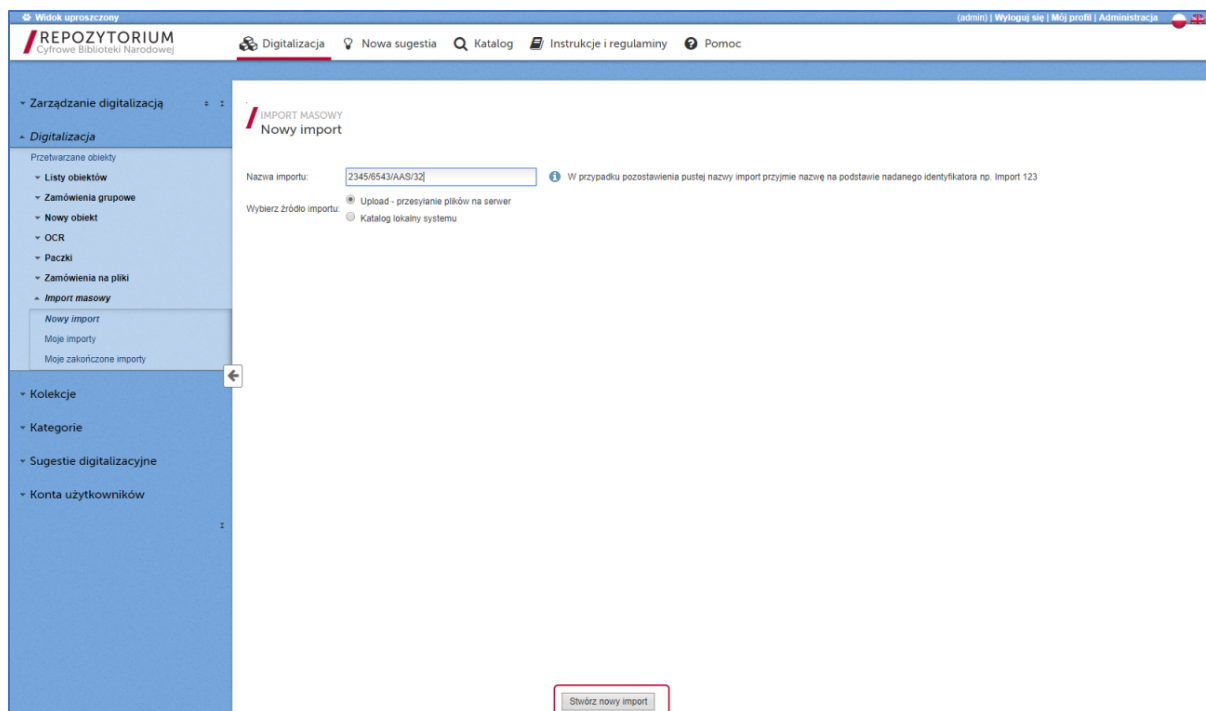 Widok uproszczony
(admin) | Wyloguj się | Mój profil | Administracja
REPOZYTORIUM
Cyfrowe Biblioteki Narodowej
Digitalizacja
Nowa sugestia
Katalog
Instrukcje i regulaminy
Pomoc
Zarządzanie digitalizacją
Digitalizacja
Przetwarzane obiekty
Listy obiektów
Zamówienia grupowe
Nowy obiekt
OCR
Paczki
Zamówienia na pliki
Import masowy
Nowy import
Moje importy
Moje zakończone importy
Kolekcje
Kategorie
Sugestie digitalizacyjne
Konta użytkowników
IMPORT MASOWY
Nowy import
Nazwa importu: 2345/6543/AAS/32 W przypadku pozostawienia pustej nazwy import przyjmie nazwę na podstawie nadanego identyfikatora np. Import 123
Wybierz źródło importu: Upload - przesyłanie plików na serwer
Katalog lokalny systemu
Stwórz nowy import